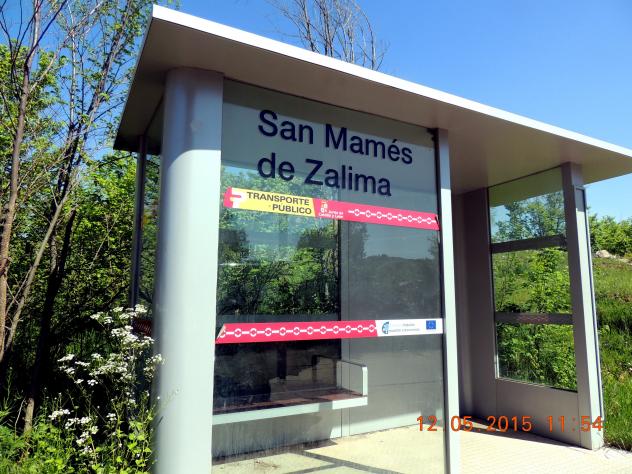 San Mamés
de Zalima
TRANSPORTE
PÚBLICO
12.05.2015 11:54